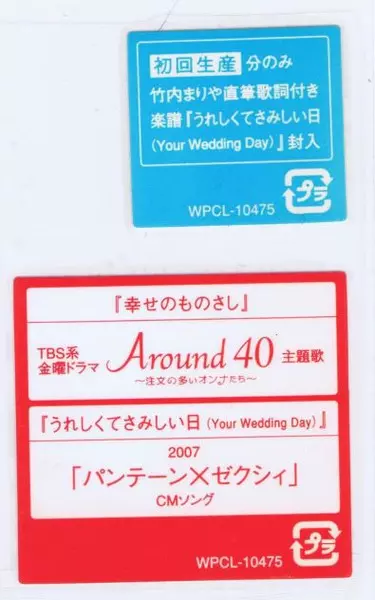 初回生産 分のみ
竹内まりや直筆歌詞付き
楽譜『うれしくてさみしい日
(Your Wedding Day)』封入
プラ
WPCL-10475
『幸せのものさし』
TBS系
金曜ドラマ Around 40 主題歌
〜注文の多いオンナたち〜
『うれしくてさみしい日 (Your Wedding Day)』
2007
「パンテーン×ゼクシィ」
CMソング
プラ
WPCL-10475